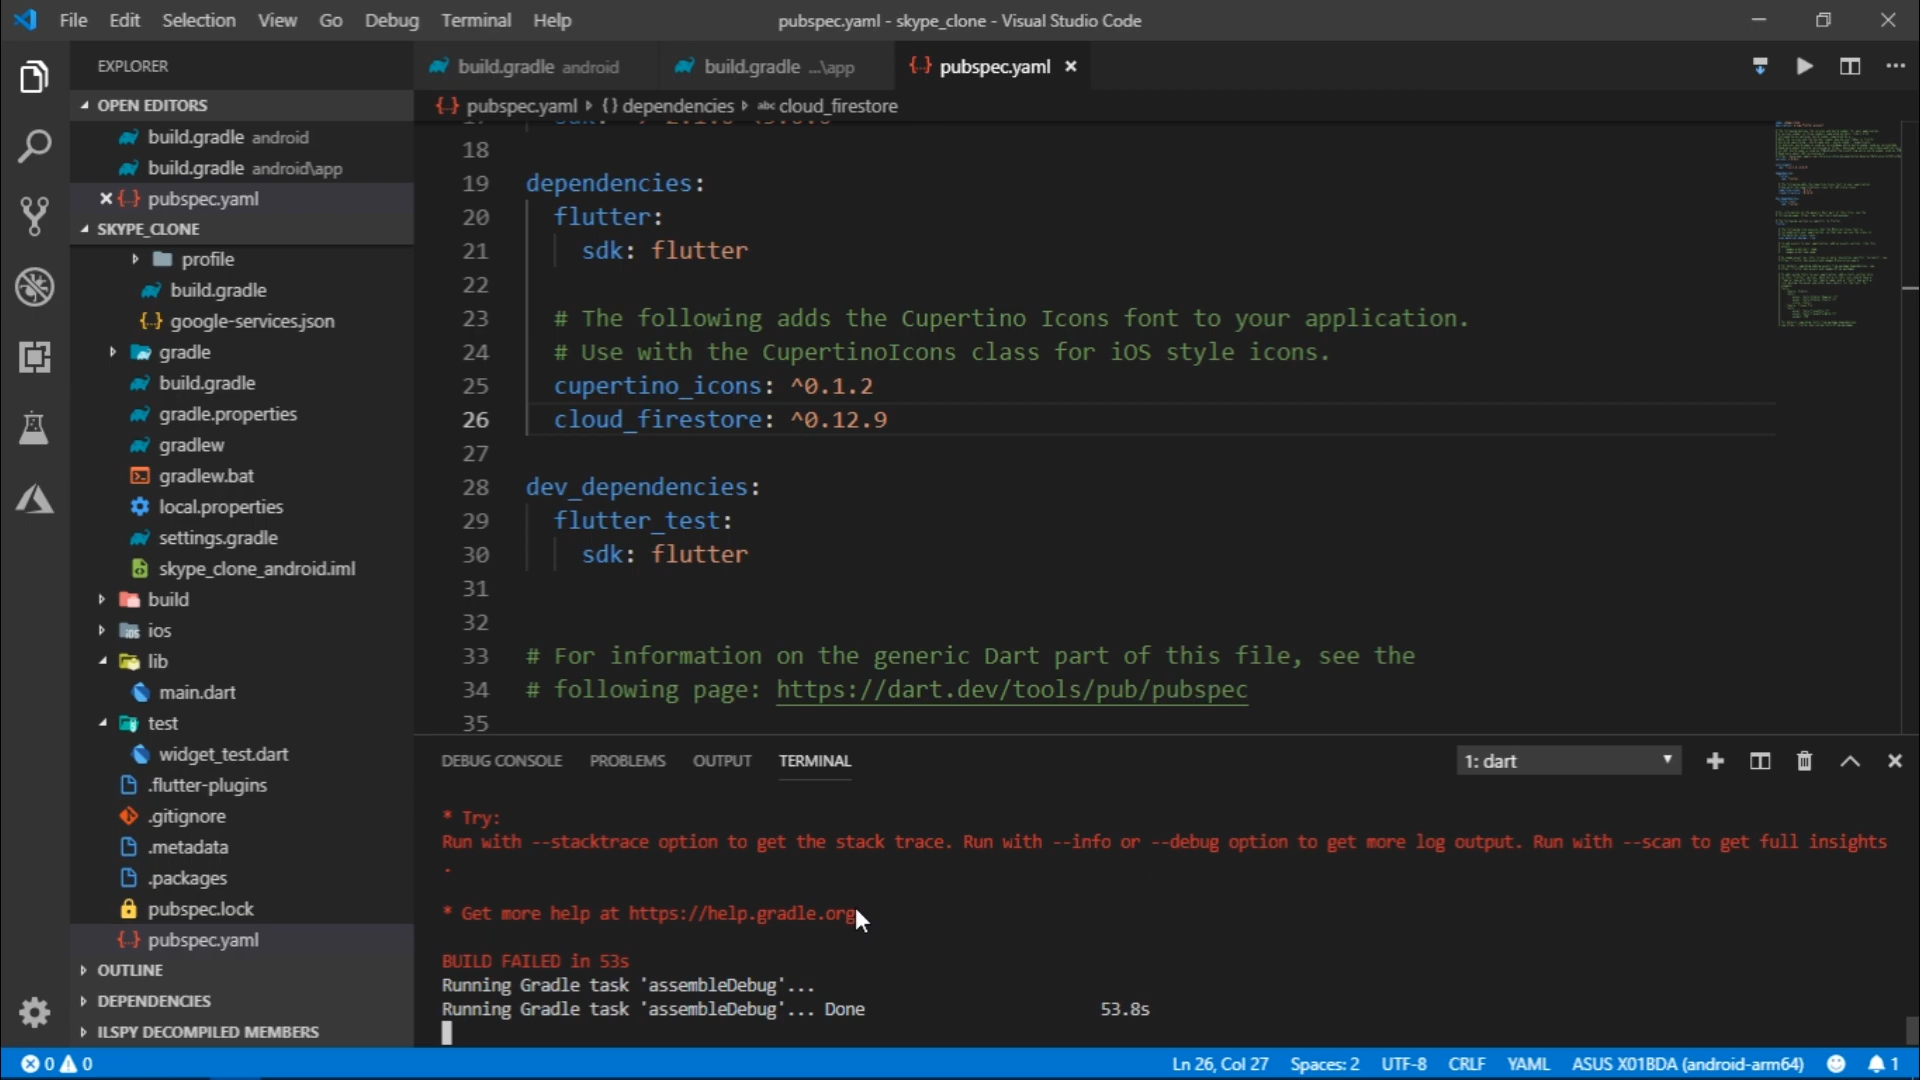 File Edit Selection View Go Debug Terminal Help
pubspec.yaml - skype_clone - Visual Studio Code
EXPLORER
OPEN EDITORS
build.gradle android
build.gradle android\app
pubspec.yaml
SKYPE_CLONE
profile
build.gradle
google-services.json
gradle
build.gradle
gradle.properties
gradlew
gradlew.bat
local.properties
settings.gradle
skype_clone_android.iml
build
ios
lib
main.dart
test
widget_test.dart
.flutter-plugins
.gitignore
.metadata
.packages
pubspec.lock
pubspec.yaml
OUTLINE
DEPENDENCIES
ILSPY DECOMPILED MEMBERS
build.gradle android
build.gradle ...\app
pubspec.yaml
pubspec.yaml dependencies abc cloud_firestore
18
19 dependencies:
20 flutter:
21 sdk: flutter
22
23 # The following adds the Cupertino Icons font to your application.
24 # Use with the CupertinoIcons class for iOS style icons.
25 cupertino_icons: ^0.1.2
26 cloud_firestore: ^0.12.9
27
28 dev_dependencies:
29 flutter_test:
30 sdk: flutter
31
32
33 # For information on the generic Dart part of this file, see the
34 # following page: https://dart.dev/tools/pub/pubspec
35
DEBUG CONSOLE PROBLEMS OUTPUT TERMINAL
1: dart
* Try:
Run with --stacktrace option to get the stack trace. Run with --info or --debug option to get more log output. Run with --scan to get full insights
.
* Get more help at https://help.gradle.org
BUILD FAILED in 53s
Running Gradle task 'assembleDebug'...
Running Gradle task 'assembleDebug'... Done 53.8s
0 0
Ln 26, Col 27 Spaces: 2 UTF-8 CRLF YAML ASUS X01BDA (android-arm64) 1